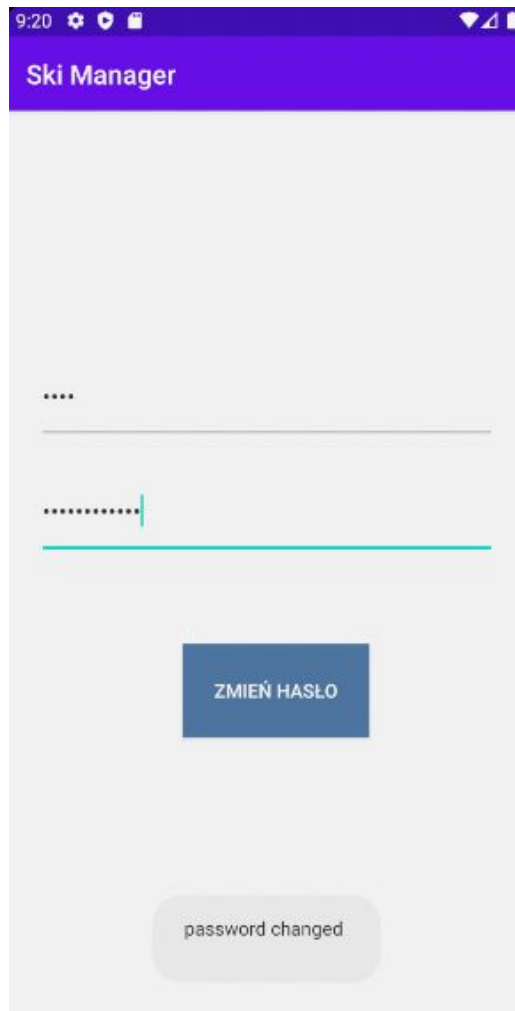 9:20
Ski Manager
••••
••••••••••••
ZMIEŃ HASŁO
password changed